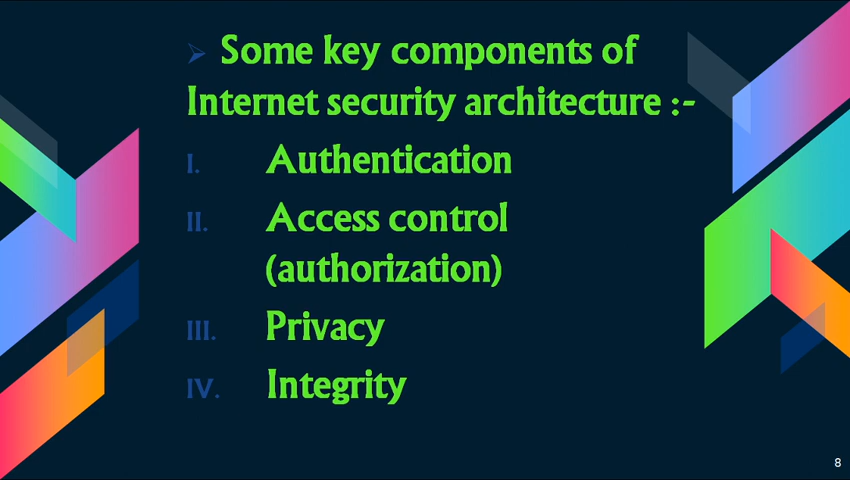 ➢ Some key components of
Internet security architecture :-
I. Authentication
II. Access control
(authorization)
III. Privacy
IV. Integrity
8